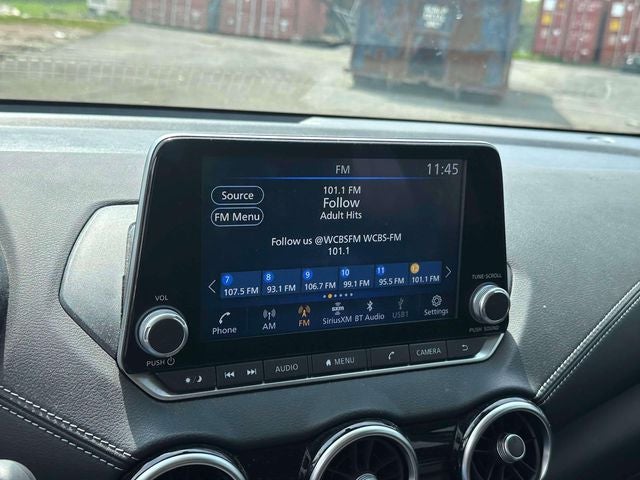 FM
11:45
Source
FM Menu
101.1 FM
Follow
Adult Hits
Follow us @WCBSFM WCBS-FM
101.1
7 8 9 10 11 12
107.5 FM 93.1 FM 106.7 FM 99.1 FM 95.5 FM 101.1 FM
Phone AM FM SiriusXM BT Audio USB1 Settings
VOL
PUSH
TUNE·SCROLL
PUSH SOUND
AUDIO MENU CAMERA